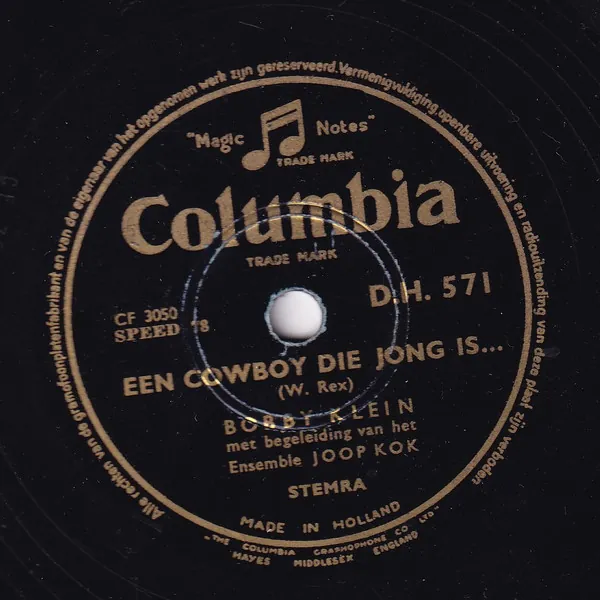 Alle rechten van de gramofoonplatenfabrikant en van de eigenaar van het opgenomen werk zijn gereserveerd. Vermenigvuldiging, openbare uitvoering en radiouitzending van deze plaat zijn verboden
"Magic Notes"
TRADE MARK
Columbia
TRADE MARK
D.H. 571
CF 3050
SPEED 78
EEN COWBOY DIE JONG IS...
(W. Rex)
BOBBY KLEIN
met begeleiding van het
Ensemble JOOP KOK
STEMRA
MADE IN HOLLAND
"THE COLUMBIA GRAPHOPHONE CO LTD"
HAYES MIDDLESEX ENGLAND